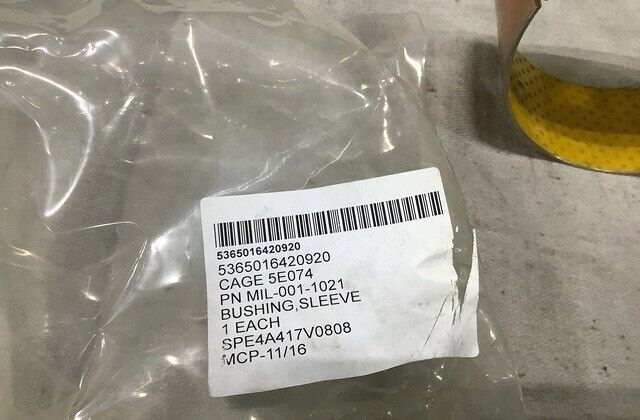 5365016420920
5365016420920
CAGE 5E074
PN MIL-001-1021
BUSHING,SLEEVE
1 EACH
SPE4A417V0808
MCP-11/16